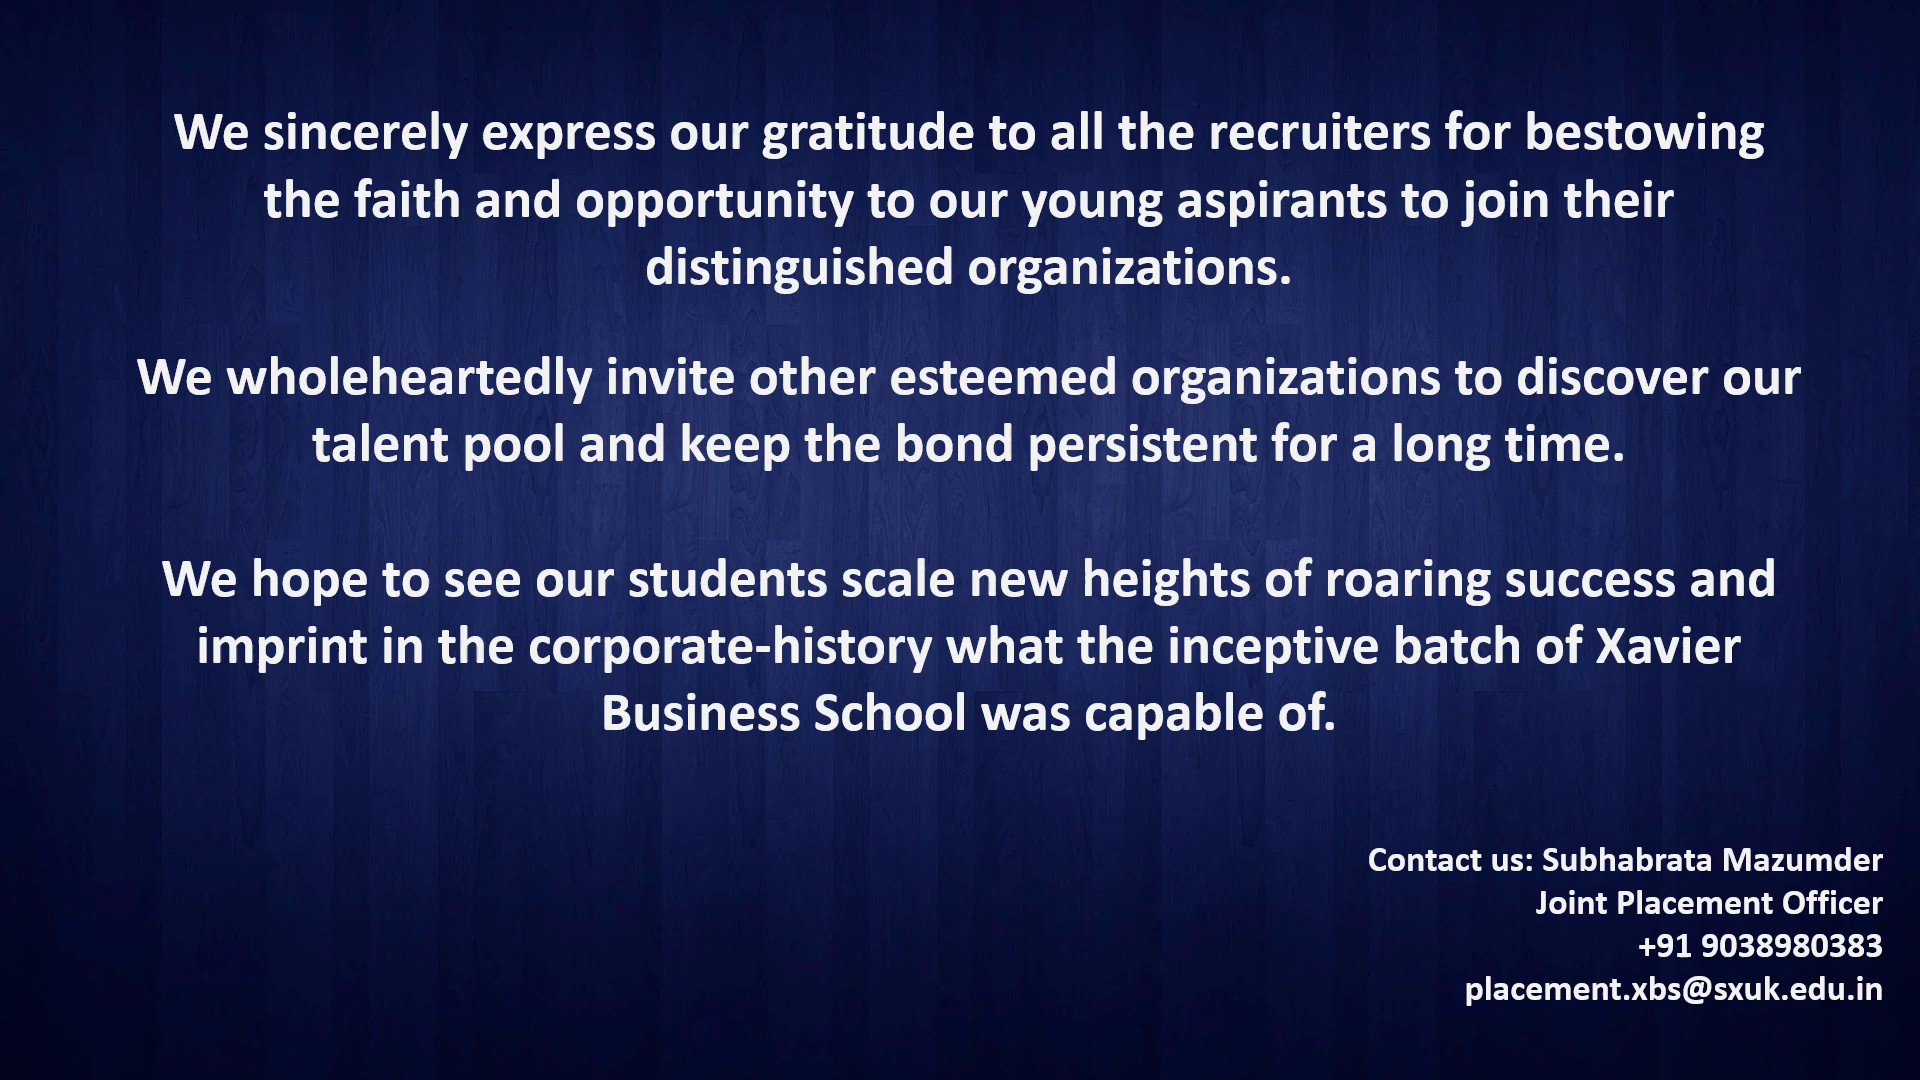 We sincerely express our gratitude to all the recruiters for bestowing
the faith and opportunity to our young aspirants to join their
distinguished organizations.
We wholeheartedly invite other esteemed organizations to discover our
talent pool and keep the bond persistent for a long time.
We hope to see our students scale new heights of roaring success and
imprint in the corporate-history what the inceptive batch of Xavier
Business School was capable of.
Contact us: Subhabrata Mazumder
Joint Placement Officer
+91 9038980383
placement.xbs@sxuk.edu.in